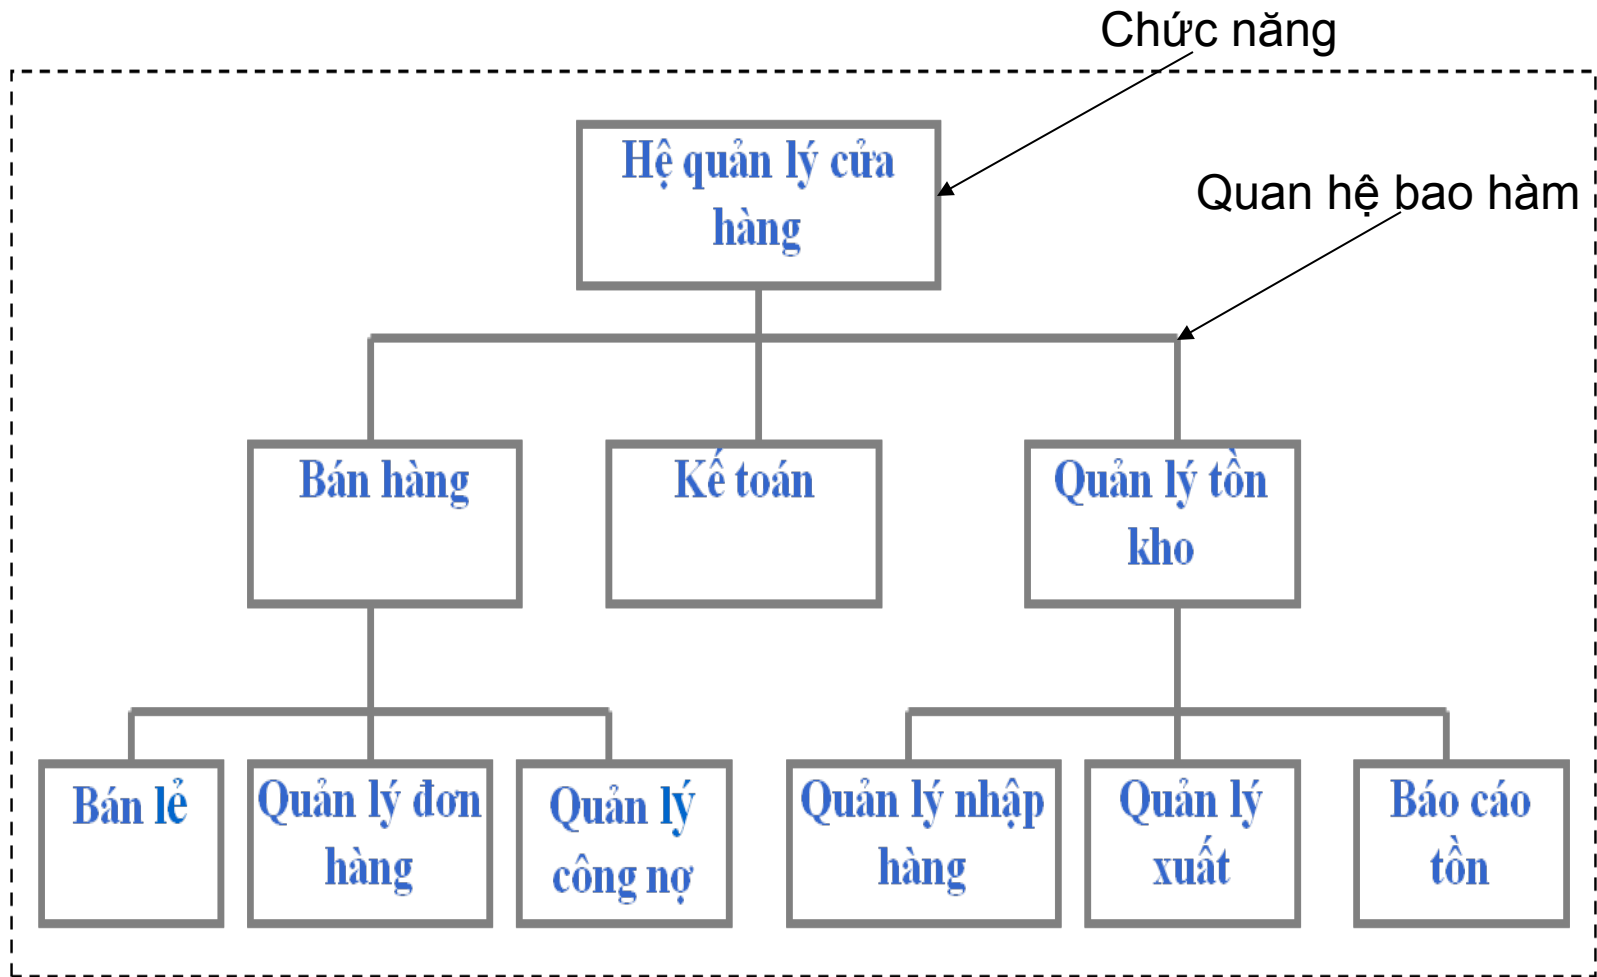 Chức năng
Hệ quản lý cửa
hàng
Quan hệ bao hàm
Bán hàng
Kế toán
Quản lý tồn
kho
Bán lẻ
Quản lý đơn
hàng
Quản lý
công nợ
Quản lý nhập
hàng
Quản lý
xuất
Báo cáo
tồn